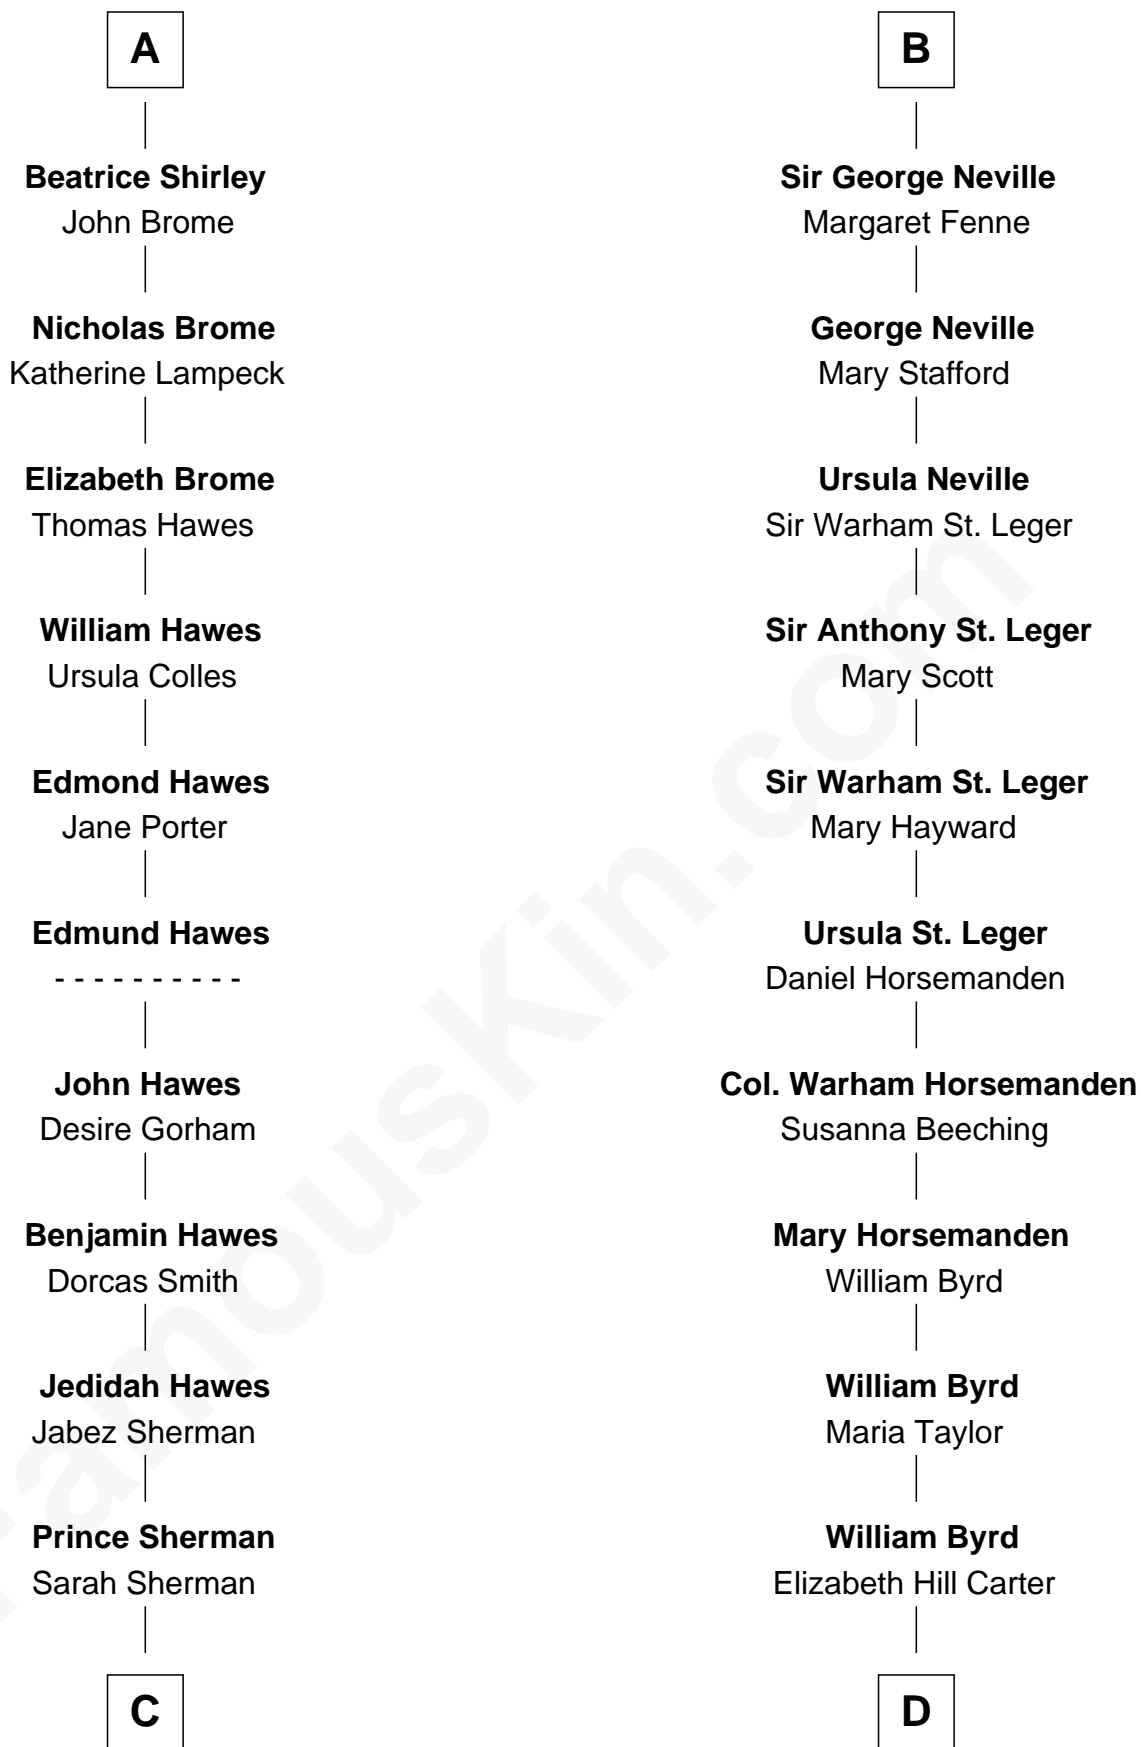 A
Beatrice Shirley
John Brome
Nicholas Brome
Katherine Lampeck
Elizabeth Brome
Thomas Hawes
William Hawes
Ursula Colles
Edmond Hawes
Jane Porter
Edmund Hawes
- - - - - - - - - -
John Hawes
Desire Gorham
Benjamin Hawes
Dorcas Smith
Jedidah Hawes
Jabez Sherman
Prince Sherman
Sarah Sherman
C
B
Sir George Neville
Margaret Fenne
George Neville
Mary Stafford
Ursula Neville
Sir Warham St. Leger
Sir Anthony St. Leger
Mary Scott
Sir Warham St. Leger
Mary Hayward
Ursula St. Leger
Daniel Horsemanden
Col. Warham Horsemanden
Susanna Beeching
Mary Horsemanden
William Byrd
William Byrd
Maria Taylor
William Byrd
Elizabeth Hill Carter
D
FamousKin.com